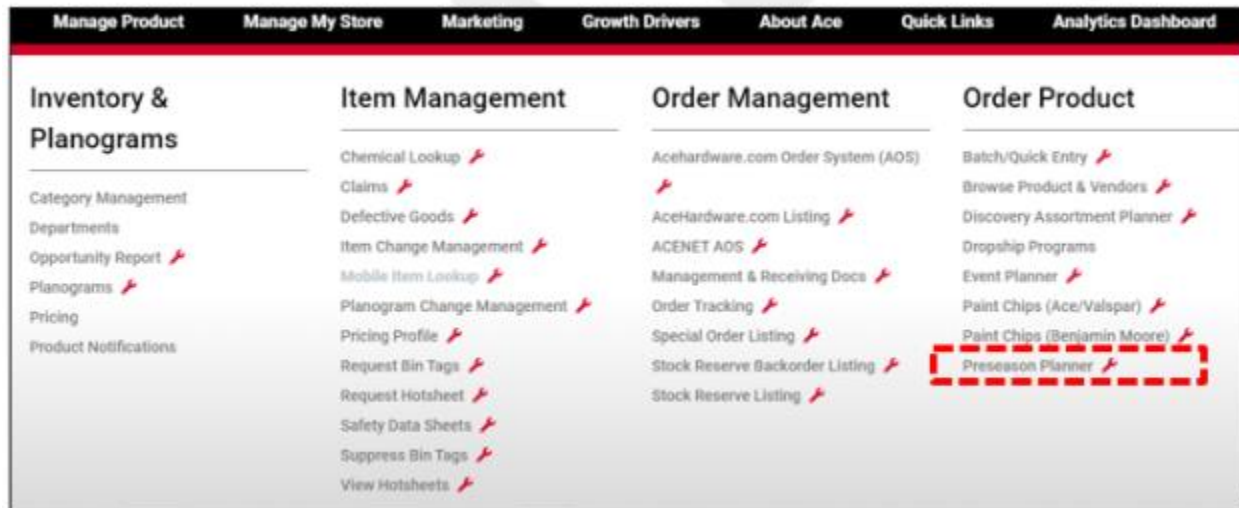 Manage Product Manage My Store Marketing Growth Drivers About Ace Quick Links Analytics Dashboard
Inventory &
Planograms
Category Management
Departments
Opportunity Report
Planograms
Pricing
Product Notifications
Item Management
Chemical Lookup
Claims
Defective Goods
Item Change Management
Mobile Item Lookup
Planogram Change Management
Pricing Profile
Request Bin Tags
Request Hotsheet
Safety Data Sheets
Suppress Bin Tags
View Hotsheets
Order Management
Acehardware.com Order System (AOS)
AceHardware.com Listing
ACENET AOS
Management & Receiving Docs
Order Tracking
Special Order Listing
Stock Reserve Backorder Listing
Stock Reserve Listing
Order Product
Batch/Quick Entry
Browse Product & Vendors
Discovery Assortment Planner
Dropship Programs
Event Planner
Paint Chips (Ace/Valspar)
Paint Chips (Benjamin Moore)
Preseason Planner